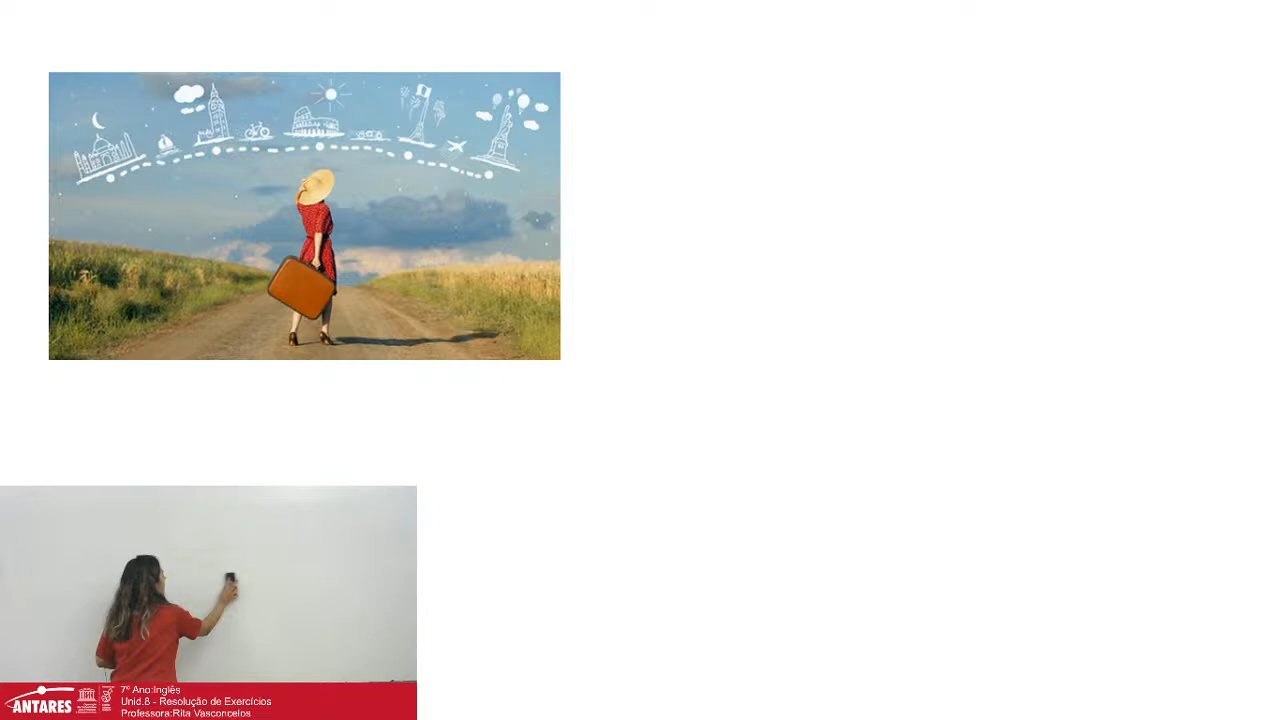 ANTARES
7º Ano:Inglês
Unid.8 - Resolução de Exercícios
Professora:Rita Vasconcelos